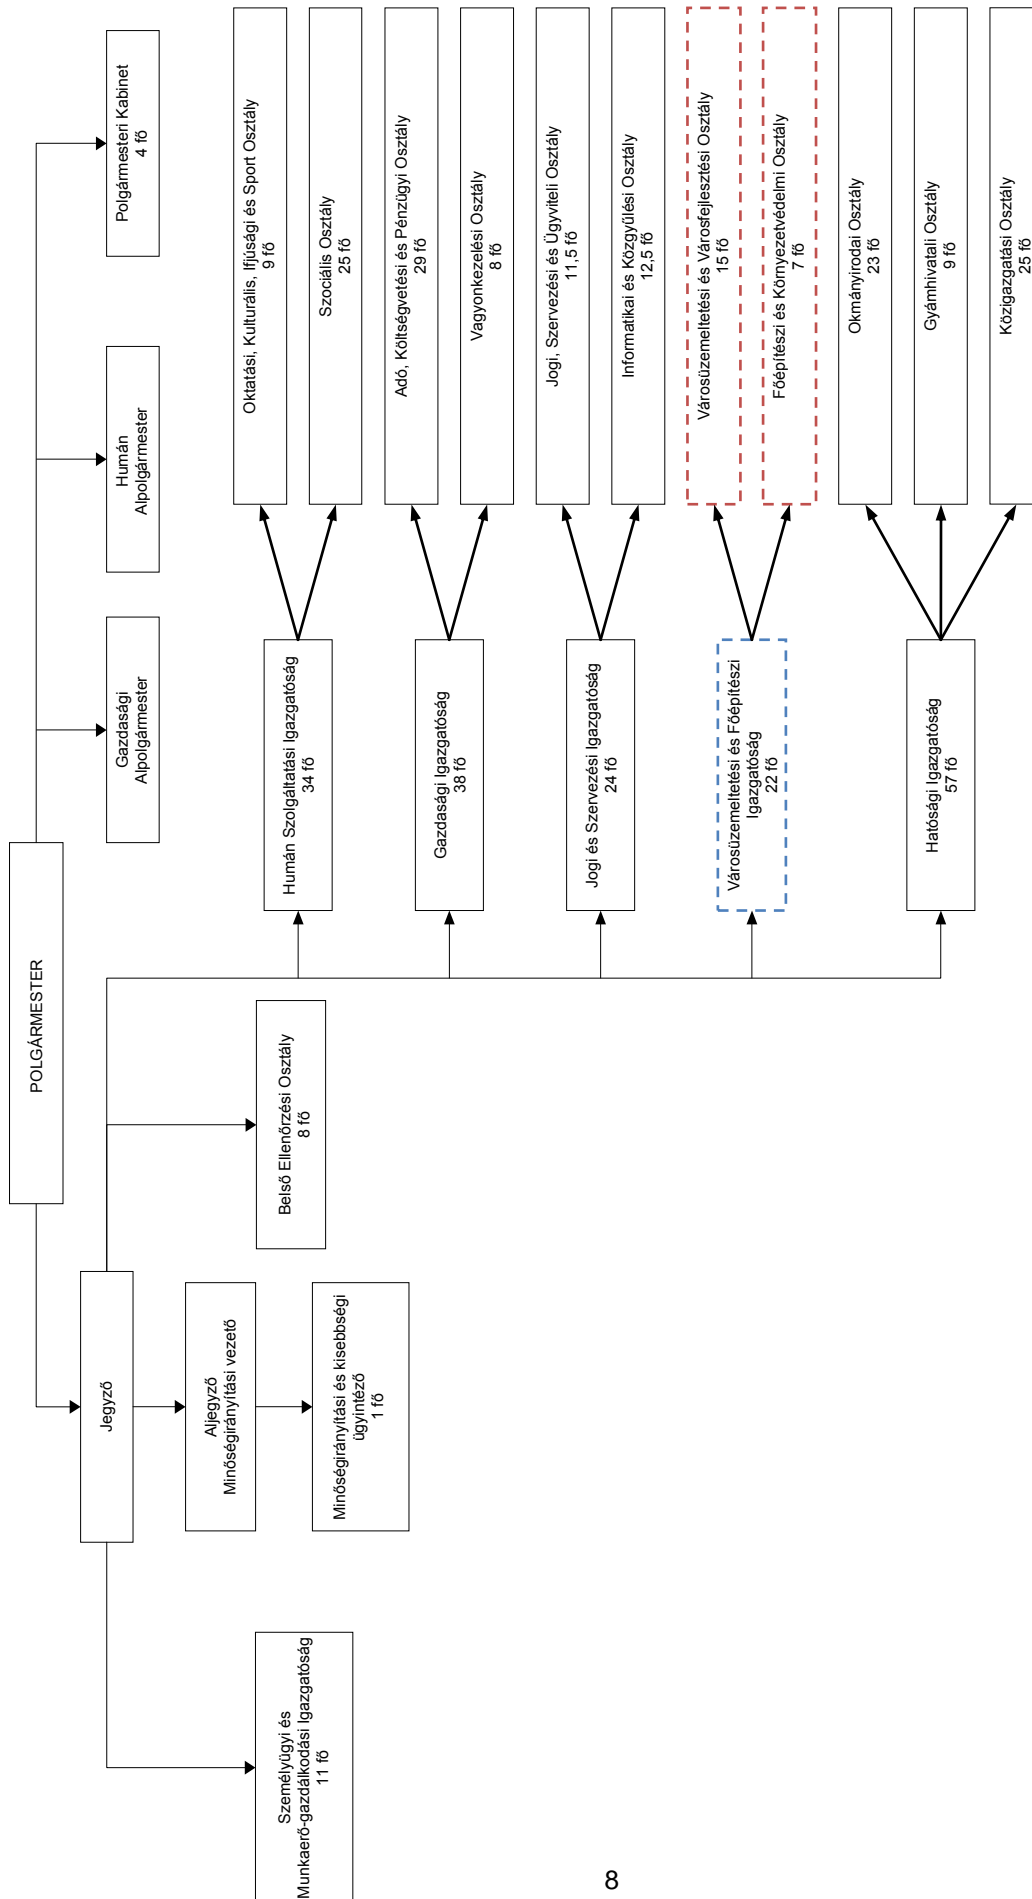 POLGÁRMESTER
Gazdasági
Alpolgármester
Humán
Alpolgármester
Polgármesteri Kabinet
4 fő
Jegyző
Aljegyző
Minőségirányítási vezető
Minőségirányítási és kisebbségi
ügyintéző
1 fő
Személyügyi és
Munkaerő-gazdálkodási Igazgatóság
11 fő
Belső Ellenőrzési Osztály
8 fő
Humán Szolgáltatási Igazgatóság
34 fő
Oktatási, Kulturális, Ifjúsági és Sport Osztály
9 fő
Szociális Osztály
25 fő
Gazdasági Igazgatóság
38 fő
Adó, Költségvetési és Pénzügyi Osztály
29 fő
Vagyonkezelési Osztály
8 fő
Jogi és Szervezési Igazgatóság
24 fő
Jogi, Szervezési és Ügyviteli Osztály
11,5 fő
Informatikai és Közgyűlési Osztály
12,5 fő
Városüzemeltetési és Főépítészi
Igazgatóság
22 fő
Városüzemeltetési és Városfejlesztési Osztály
15 fő
Főépítészi és Környezetvédelmi Osztály
7 fő
Hatósági Igazgatóság
57 fő
Okmányirodai Osztály
23 fő
Gyámhivatali Osztály
9 fő
Közigazgatási Osztály
25 fő
8